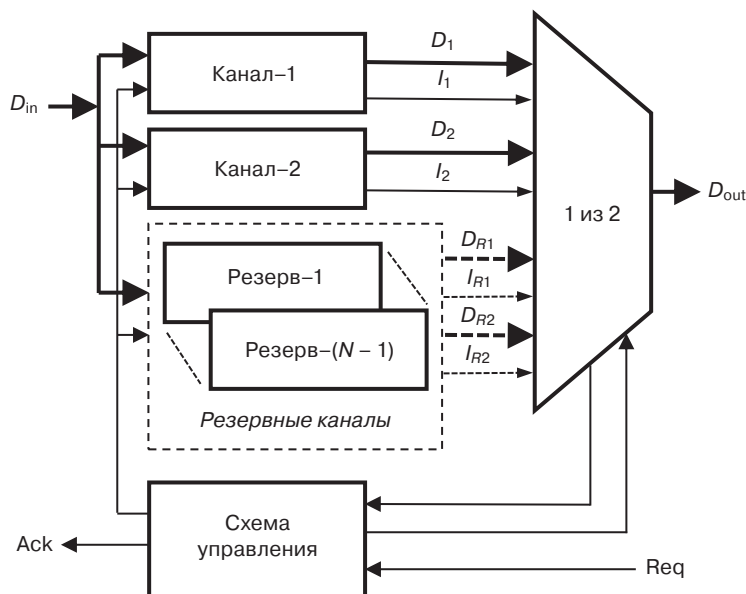 D₁
Канал–1
I₁
Din
D₂
Канал–2
I₂
Dout
1 из 2
DR1
Резерв–1
IR1
DR2
Резерв–(N – 1)
IR2
Резервные каналы
Схема
управления
Ack
Req